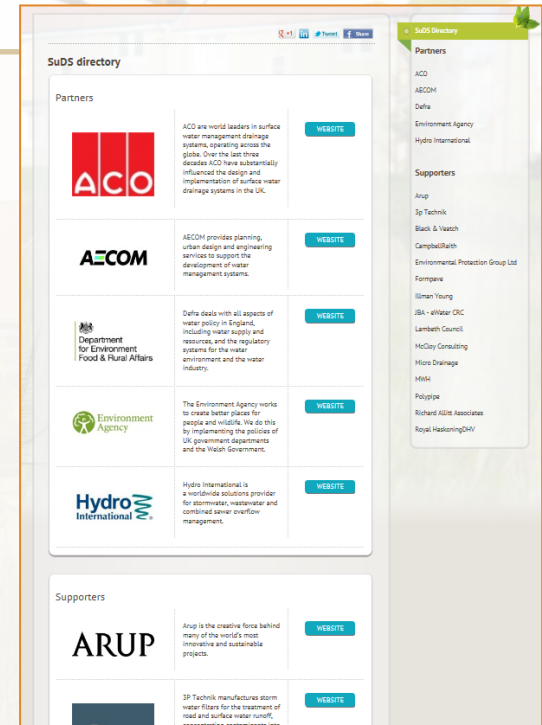 +1 Tweet Share
SuDS directory
Partners
ACO
ACO are world leaders in surface
water management drainage
systems, operating across the
globe. Over the last three
decades ACO have substantially
influenced the design and
implementation of surface water
drainage systems in the UK.
WEBSITE
AECOM
AECOM provides planning,
urban design and engineering
services to support the
development of water
management systems.
WEBSITE
Department
for Environment
Food & Rural Affairs
Defra deals with all aspects of
water policy in England,
including water supply and
resources, and the regulatory
systems for the water
environment and the water
industry.
WEBSITE
Environment
Agency
The Environment Agency works
to create better places for
people and wildlife. We do this
by implementing the policies of
UK government departments
and the Welsh Government.
WEBSITE
Hydro
International
Hydro International is
a worldwide solutions provider
for stormwater, wastewater and
combined sewer overflow
management.
WEBSITE
Supporters
ARUP
Arup is the creative force behind
many of the world's most
innovative and sustainable
projects.
WEBSITE
3P Technik manufactures storm
water filters for the treatment of
road and surface water runoff,
concentrating contaminants into
WEBSITE
SuDS Directory
Partners
ACO
AECOM
Defra
Environment Agency
Hydro International
Supporters
Arup
3p Technik
Black & Veatch
CampbellReith
Environmental Protection Group Ltd
Formpave
Illman Young
JBA - eWater CRC
Lambeth Council
McCloy Consulting
Micro Drainage
MWH
Polypipe
Richard Allitt Associates
Royal HaskoningDHV